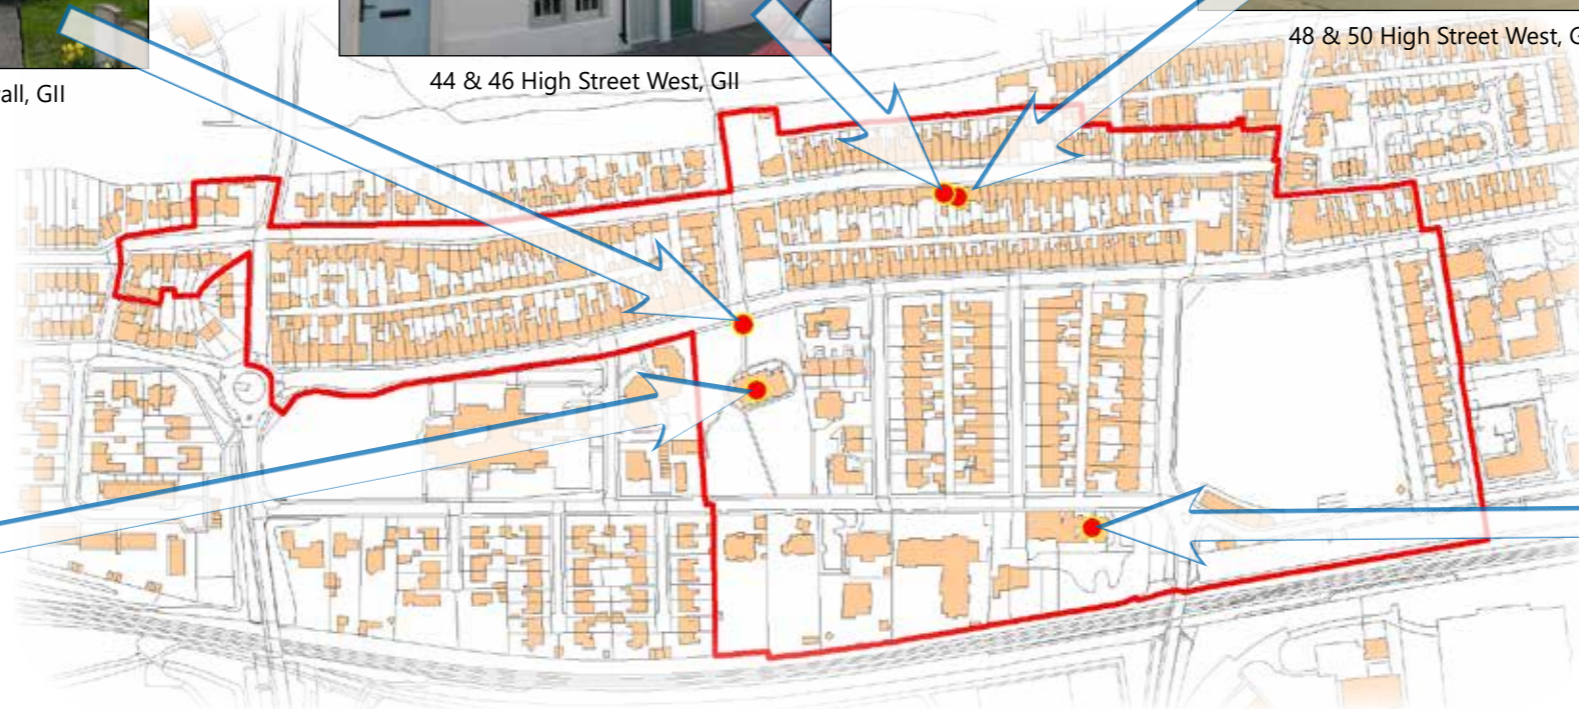 48 & 50 High Street West, G
44 & 46 High Street West, GII
all, GII